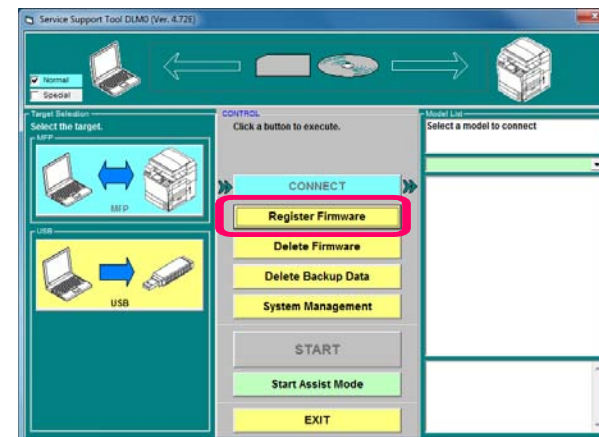 Service Support Tool DLM0 (Ver. 4.72E)
Normal
Special
Target Selection
Select the target.
MFP
MFP
USB
USB
CONTROL
Click a button to execute.
CONNECT
Register Firmware
Delete Firmware
Delete Backup Data
System Management
START
Start Assist Mode
EXIT
Model List
Select a model to connect